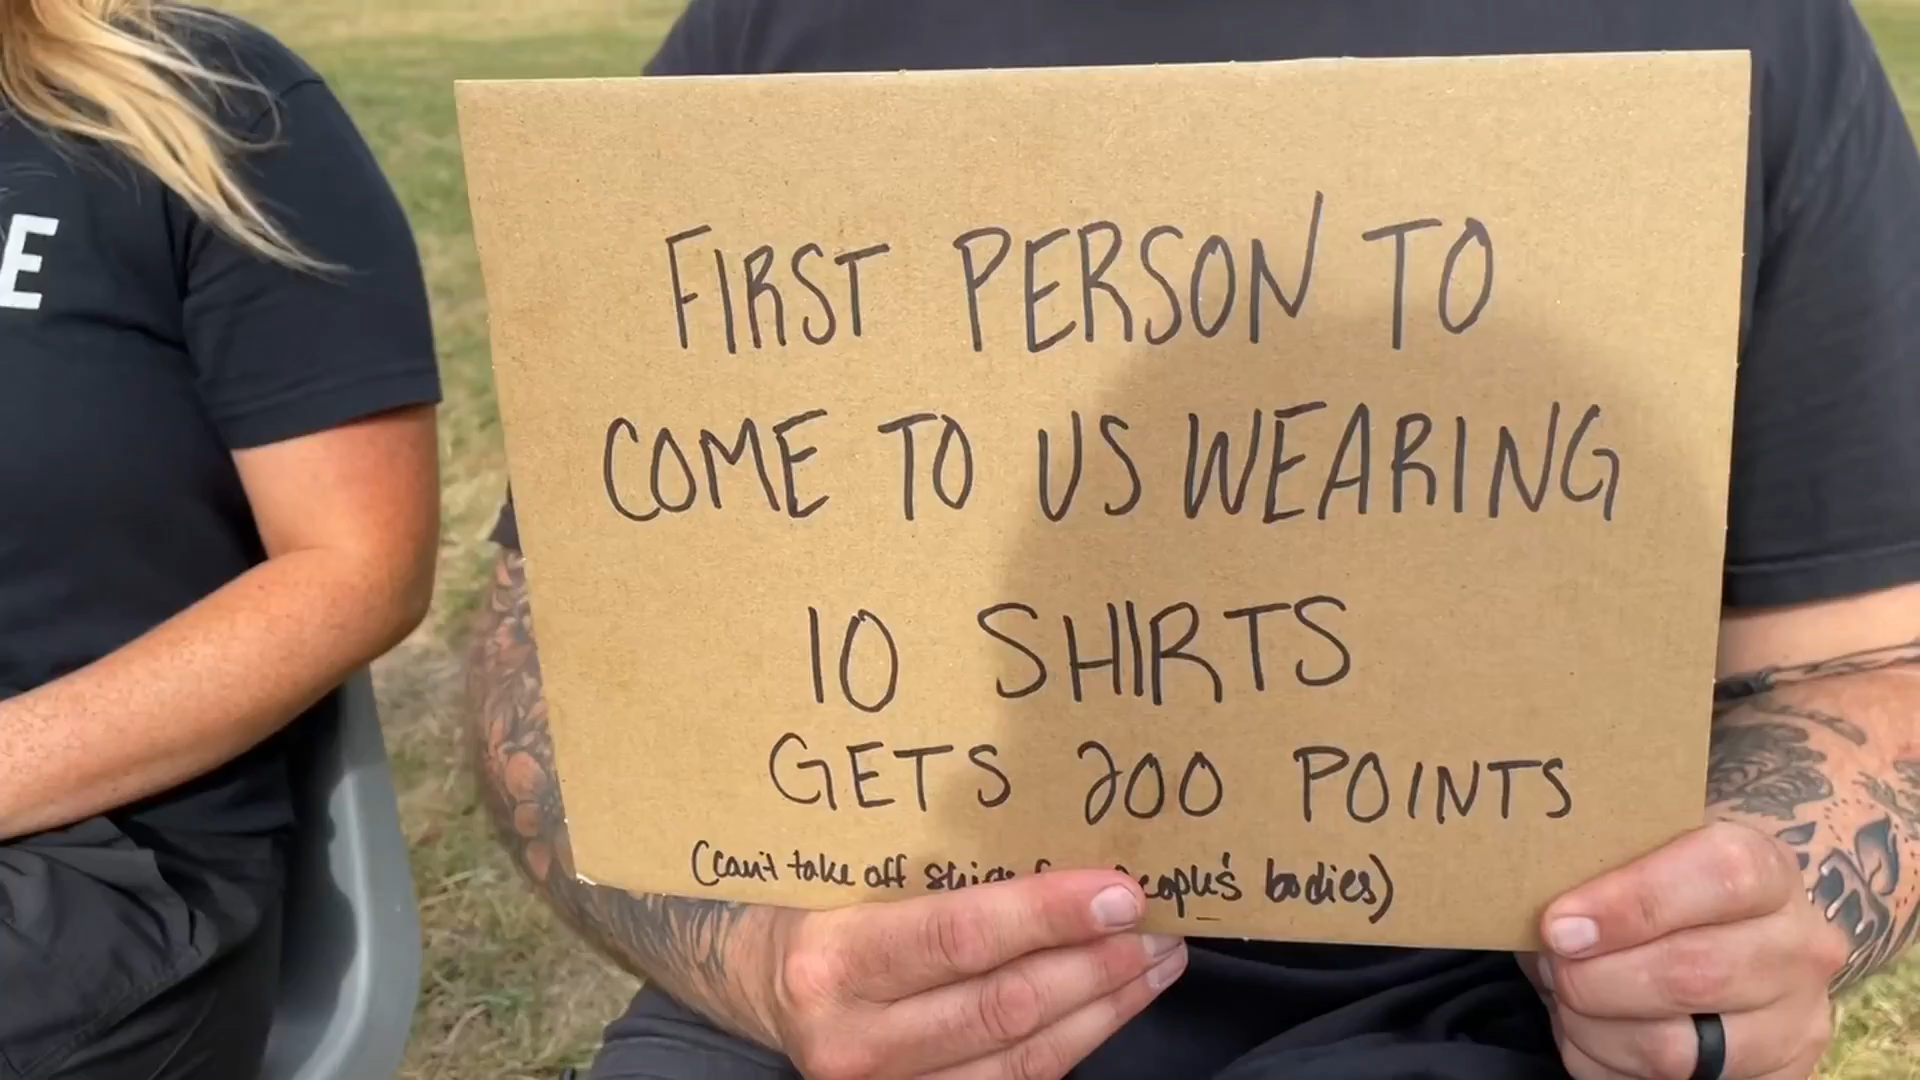 E
FIRST PERSON TO
COME TO US WEARING
10 SHIRTS
GETS 200 POINTS
(can't take off bodies)